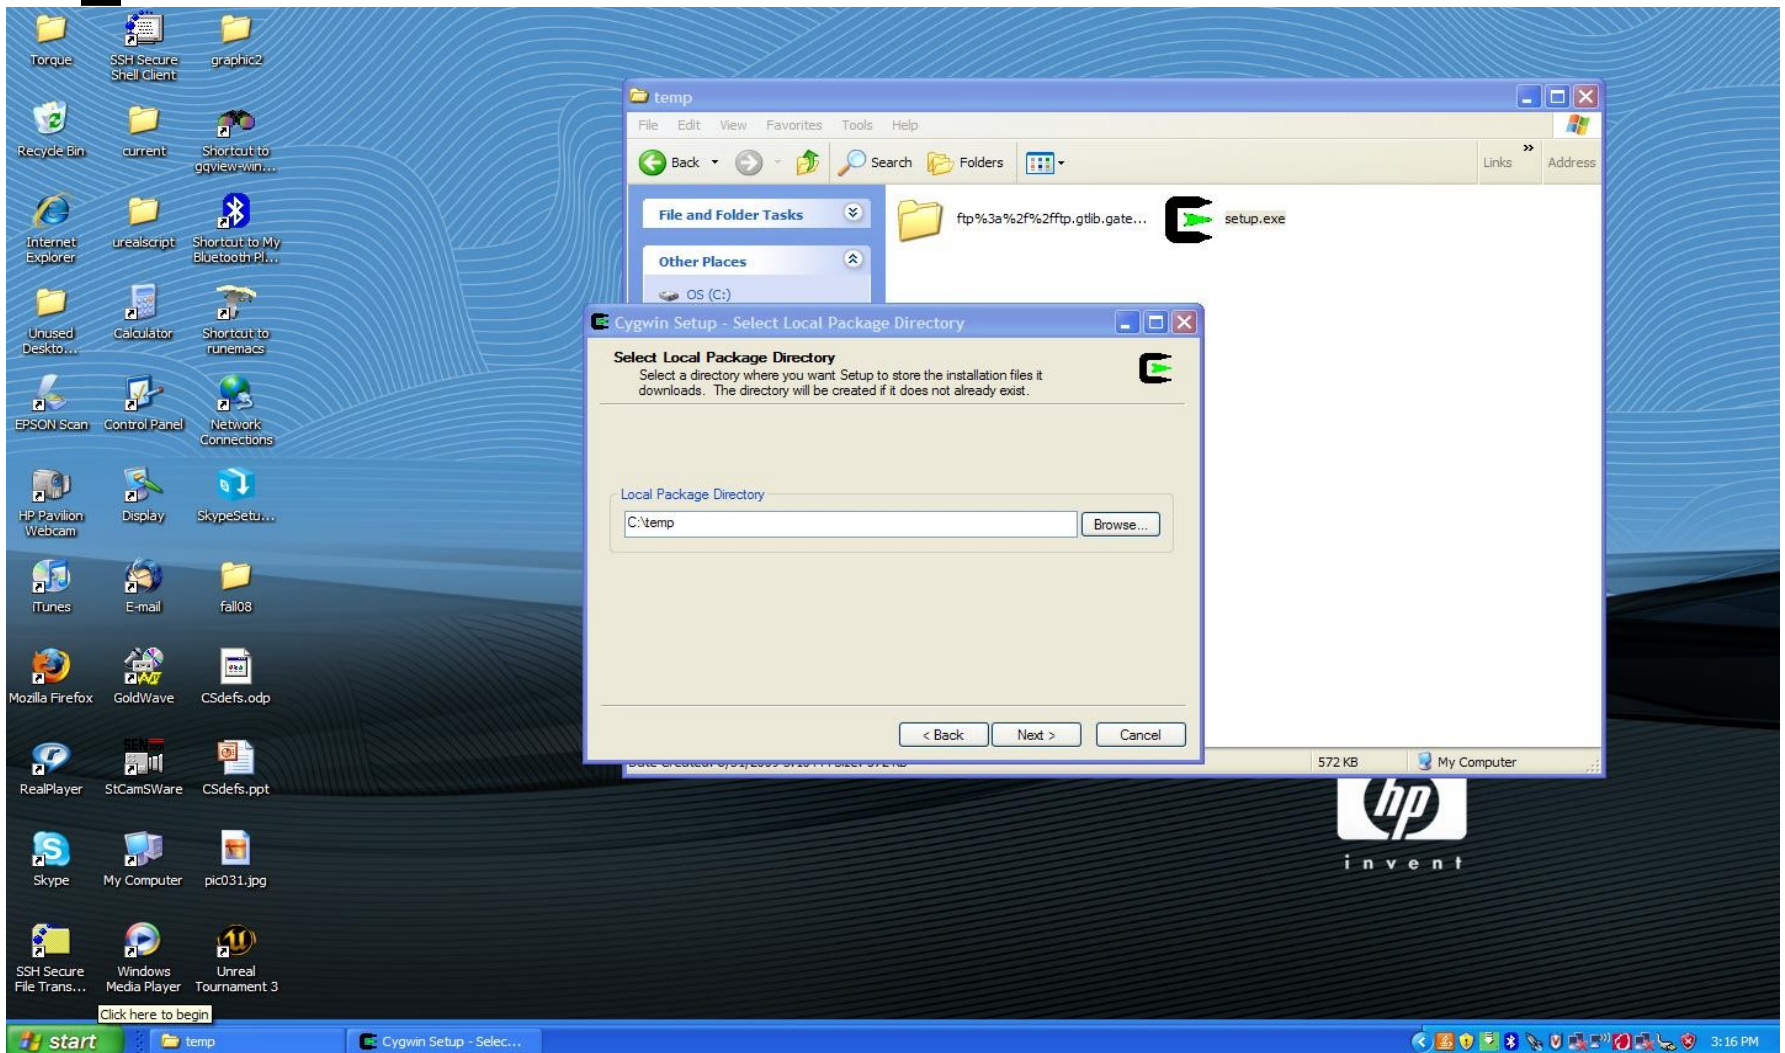 Torque
SSH Secure
Shell Client
graphic2
Recycle Bin
current
Shortcut to
gqview-win...
Internet
Explorer
urealscript
Shortcut to My
Bluetooth Pl...
Unused
Deskto...
Calculator
Shortcut to
runemacs
EPSON Scan
Control Panel
Network
Connections
HP Pavilion
Webcam
Display
SkypeSetu...
iTunes
E-mail
fall08
Mozilla Firefox
GoldWave
CSdefs.odp
RealPlayer
StCamSWare
CSdefs.ppt
Skype
My Computer
pic031.jpg
SSH Secure
File Trans...
Windows
Media Player
Unreal
Tournament 3
Click here to begin
temp
File Edit View Favorites Tools Help
Back Search Folders Links Address
File and Folder Tasks
Other Places
OS (C:)
ftp%3a%2f%2fftp.gtlib.gate...
setup.exe
Cygwin Setup - Select Local Package Directory
Select Local Package Directory
Select a directory where you want Setup to store the installation files it
downloads. The directory will be created if it does not already exist.
Local Package Directory
C:\temp
Browse...
< Back Next > Cancel
572 KB My Computer
hp
invent
start temp Cygwin Setup - Selec... 3:16 PM